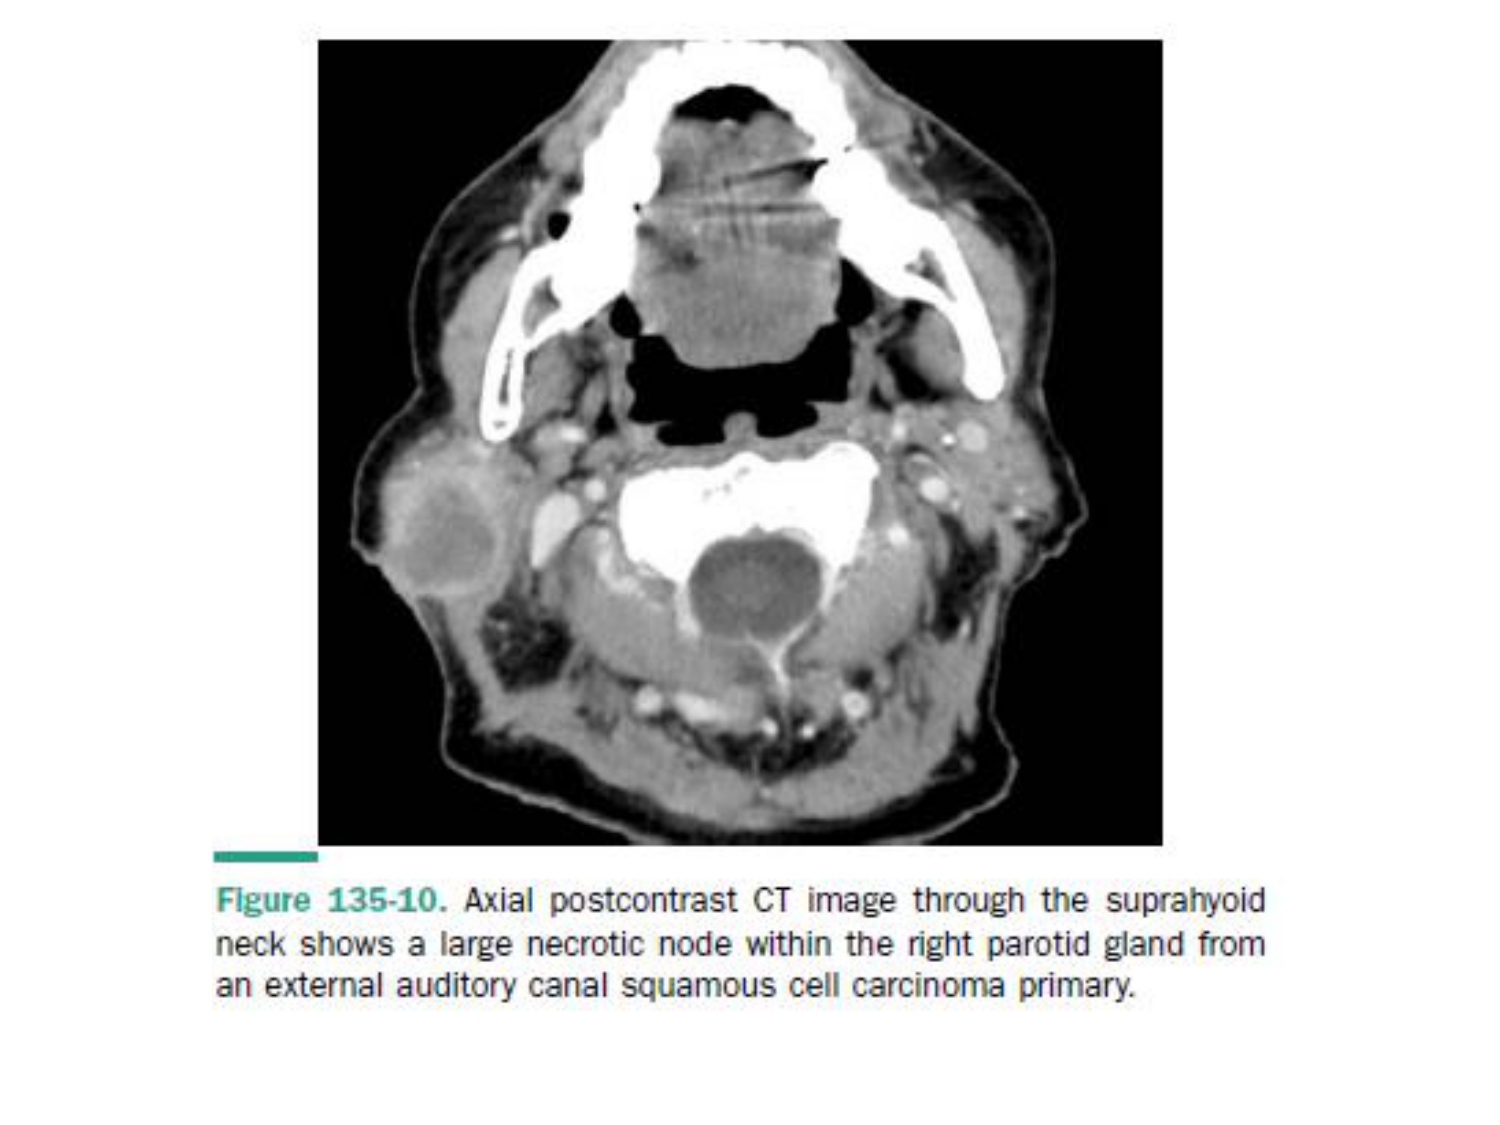 Figure 135-10. Axial postcontrast CT image through the suprahyoid
neck shows a large necrotic node within the right parotid gland from
an external auditory canal squamous cell carcinoma primary.